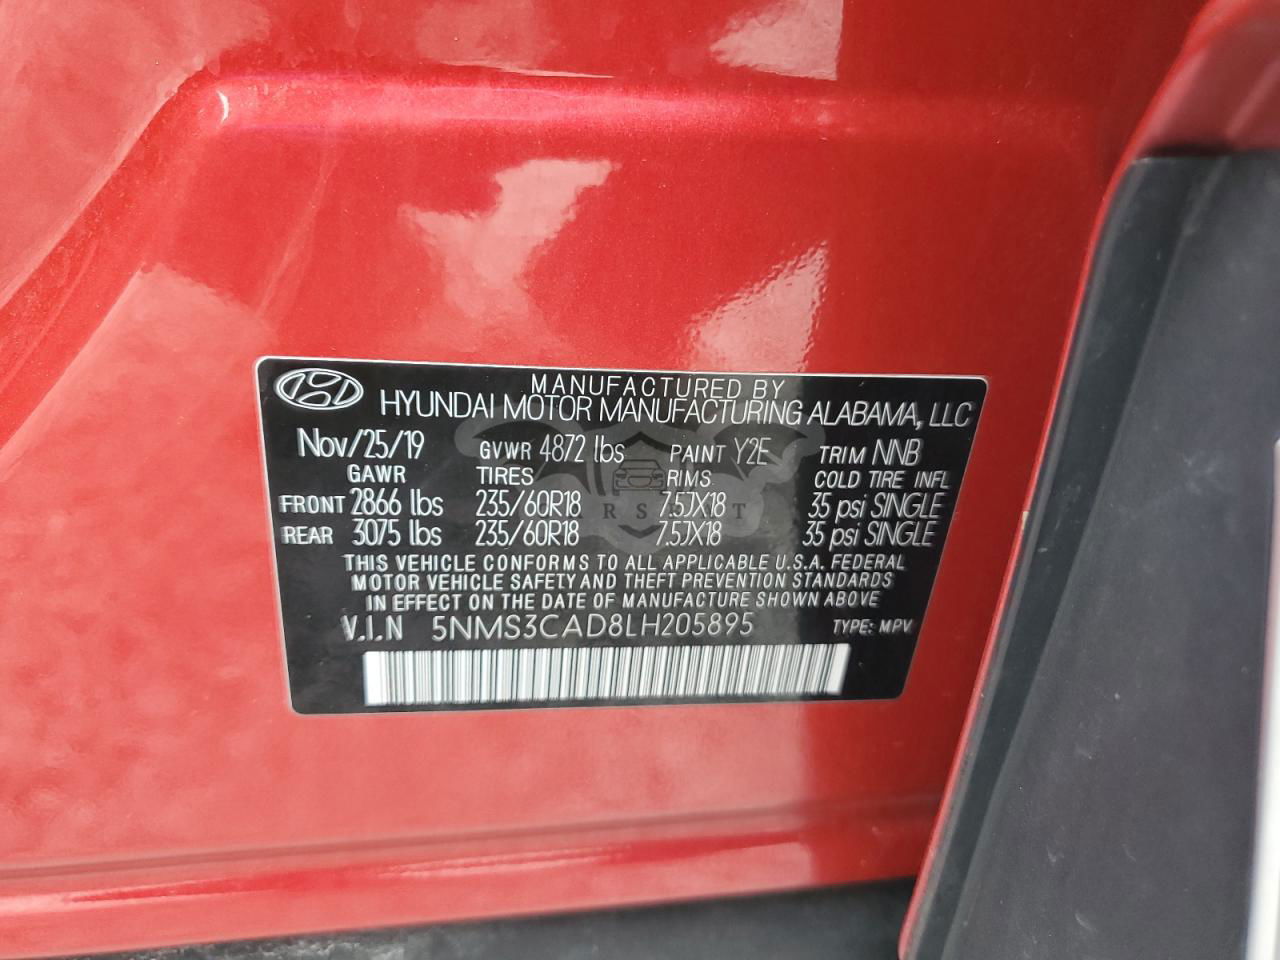 MANUFACTURED BY
HYUNDAI MOTOR MANUFACTURING ALABAMA, LLC
Nov/25/19 GVWR 4872 lbs PAINT Y2E TRIM NNB
GAWR TIRES RIMS COLD TIRE INFL
FRONT 2866 lbs 235/60R18 7.5JX18 35 psi SINGLE
REAR 3075 lbs 235/60R18 7.5JX18 35 psi SINGLE
THIS VEHICLE CONFORMS TO ALL APPLICABLE U.S.A. FEDERAL
MOTOR VEHICLE SAFETY AND THEFT PREVENTION STANDARDS
IN EFFECT ON THE DATE OF MANUFACTURE SHOWN ABOVE
V.I.N 5NMS3CAD8LH205895 TYPE: MPV